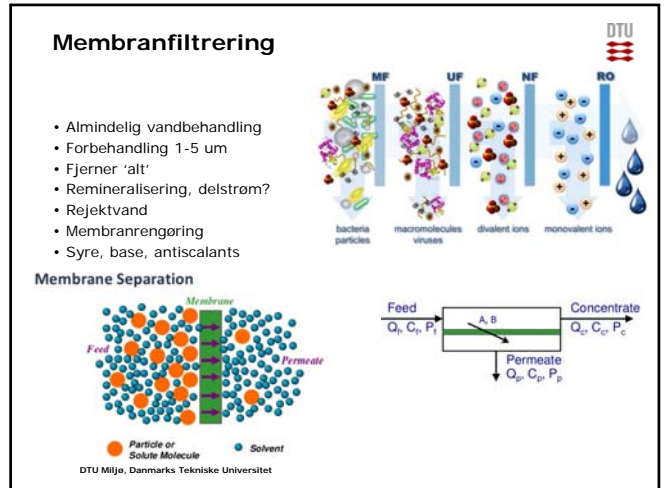 Membranfiltrering
DTU
• Almindelig vandbehandling
• Forbehandling 1-5 um
• Fjerner 'alt'
• Remineralisering, delstrøm?
• Rejektvand
• Membranrengøring
• Syre, base, antiscalants
MF UF NF RO
bacteria particles
macromolecules viruses
divalent ions
monovalent ions
Membrane Separation
Membrane
Feed
Permeate
Particle or
Solute Molecule
Solvent
Feed
Qf, Cf, Pf
A, B
Concentrate
Qc, Cc, Pc
Permeate
Qp, Cp, Pp
DTU Miljø, Danmarks Tekniske Universitet